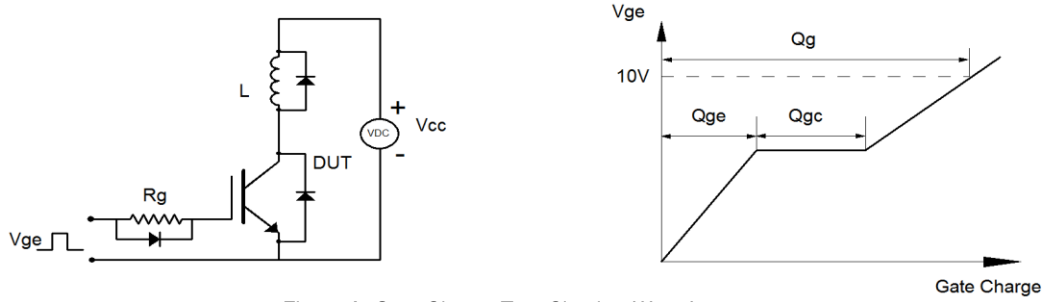 L
Rg
Vge
DUT
+
VDC
-
Vcc
Vge
10V
Qg
Qge
Qgc
Gate Charge